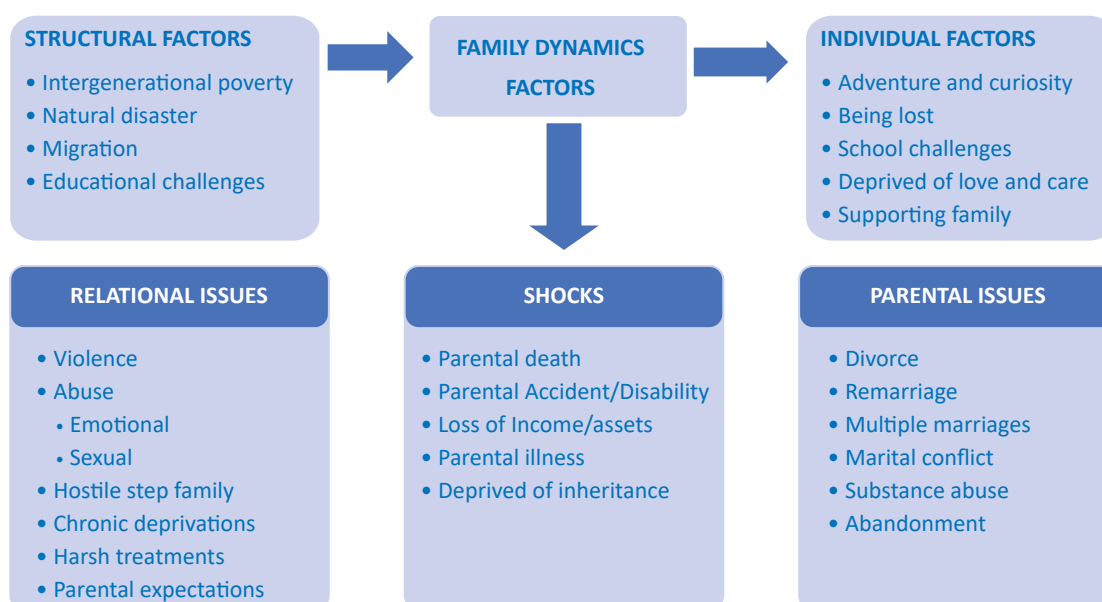 STRUCTURAL FACTORS
• Intergenerational poverty
• Natural disaster
• Migration
• Educational challenges
FAMILY DYNAMICS
FACTORS
INDIVIDUAL FACTORS
• Adventure and curiosity
• Being lost
• School challenges
• Deprived of love and care
• Supporting family
RELATIONAL ISSUES
• Violence
• Abuse
• Emotional
• Sexual
• Hostile step family
• Chronic deprivations
• Harsh treatments
• Parental expectations
SHOCKS
• Parental death
• Parental Accident/Disability
• Loss of Income/assets
• Parental illness
• Deprived of inheritance
PARENTAL ISSUES
• Divorce
• Remarriage
• Multiple marriages
• Marital conflict
• Substance abuse
• Abandonment